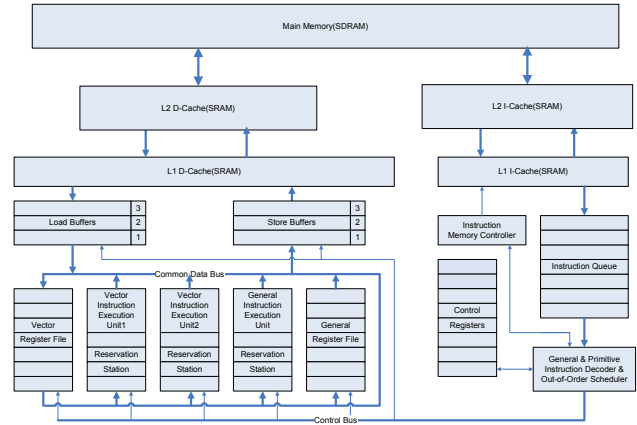 Main Memory(SDRAM)
L2 D-Cache(SRAM)
L2 I-Cache(SRAM)
L1 D-Cache(SRAM)
L1 I-Cache(SRAM)
3
Load Buffers
2
1
3
Store Buffers
2
1
Instruction
Memory Controller
Instruction Queue
Common Data Bus
Vector
Register File
Vector
Instruction
Execution
Unit1
Reservation
Station
Vector
Instruction
Execution
Unit2
Reservation
Station
General
Instruction
Execution
Unit
Reservation
Station
General
Register File
Control
Registers
General & Primitive
Instruction Decoder &
Out-of-Order Scheduler
Control Bus